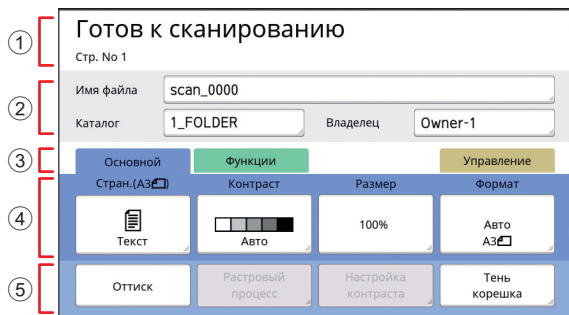 ① Готов к сканированию
Стр. No 1
② Имя файла scan_0000
Каталог 1_FOLDER Владелец Owner-1
③ Основной Функции Управление
Стран.(A3) Контраст Размер Формат
④ Текст Авто 100% Авто
A3
⑤ Оттиск Растровый процесс Настройка контраста Тень корешка